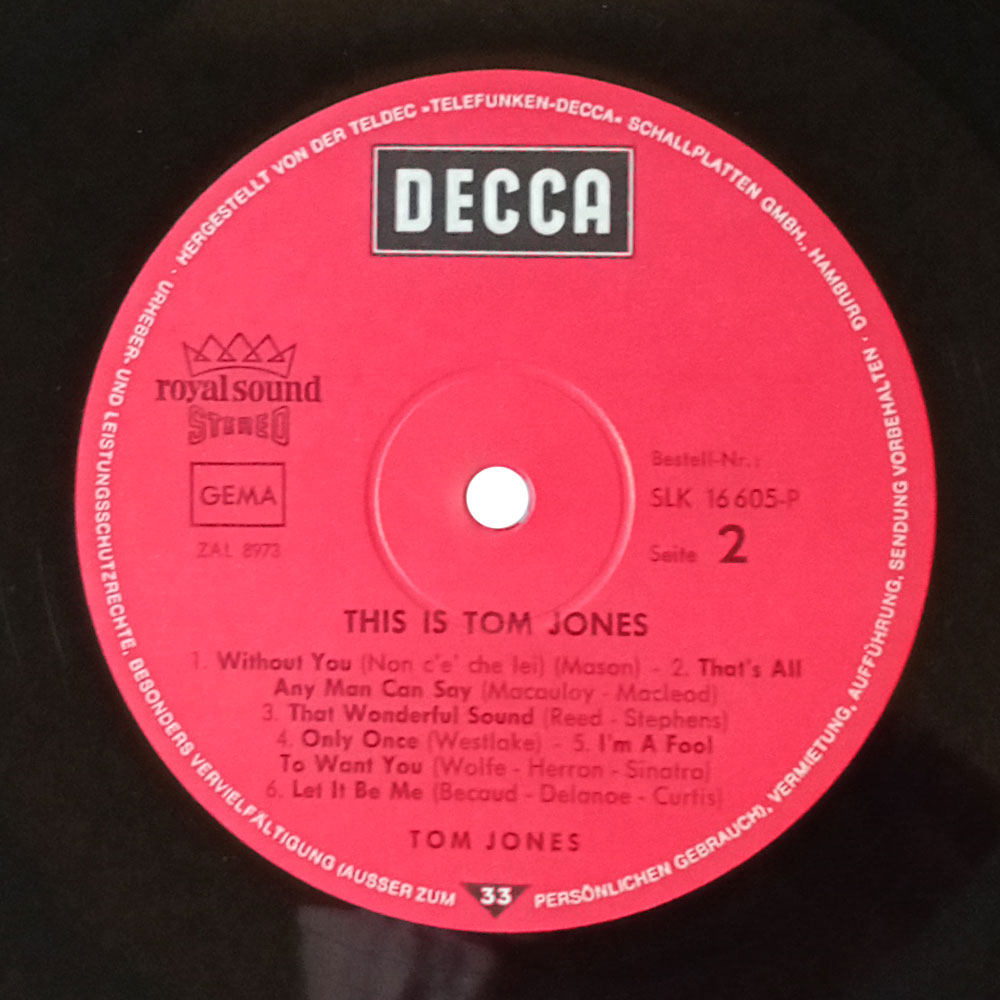 HERGESTELLT VON DER TELDEC »TELEFUNKEN-DECCA« SCHALLPLATTEN GMBH., HAMBURG · URHEBER- UND LEISTUNGSSCHUTZRECHTE, BESONDERS VERVIELFÄLTIGUNG (AUSSER ZUM PERSÖNLICHEN GEBRAUCH), VERMIETUNG, AUFFÜHRUNG, SENDUNG VORBEHALTEN ·
DECCA
royal sound
STEREO
GEMA
ZAL 8973
Bestell-Nr.:
SLK 16 605-P
Seite 2
THIS IS TOM JONES
1. Without You (Non c'e' che lei) (Mason) - 2. That's All
Any Man Can Say (Macaulay - Macleod)
3. That Wonderful Sound (Reed - Stephens)
4. Only Once (Westlake) - 5. I'm A Fool
To Want You (Wolfe - Herron - Sinatra)
6. Let It Be Me (Becaud - Delanoe - Curtis)
TOM JONES
33